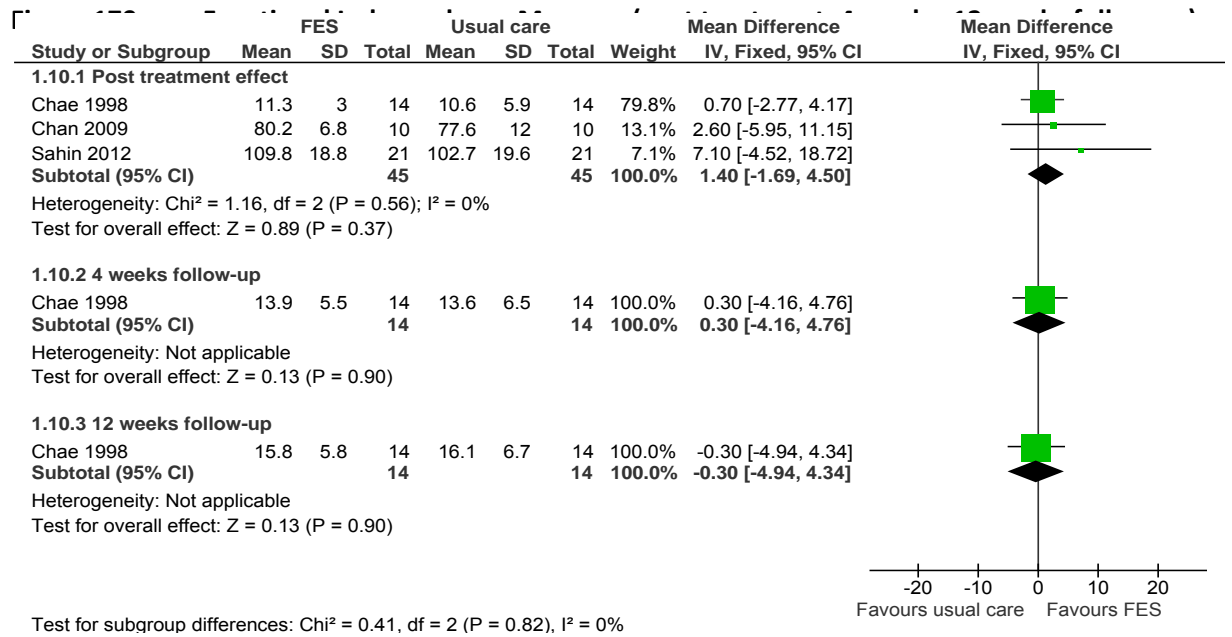 FES Usual care Mean Difference Mean Difference
Study or Subgroup Mean SD Total Mean SD Total Weight IV, Fixed, 95% CI IV, Fixed, 95% CI
1.10.1 Post treatment effect
Chae 1998 11.3 3 14 10.6 5.9 14 79.8% 0.70 [-2.77, 4.17]
Chan 2009 80.2 6.8 10 77.6 12 10 13.1% 2.60 [-5.95, 11.15]
Sahin 2012 109.8 18.8 21 102.7 19.6 21 7.1% 7.10 [-4.52, 18.72]
Subtotal (95% CI) 45 45 100.0% 1.40 [-1.69, 4.50]
Heterogeneity: Chi² = 1.16, df = 2 (P = 0.56); I² = 0%
Test for overall effect: Z = 0.89 (P = 0.37)
1.10.2 4 weeks follow-up
Chae 1998 13.9 5.5 14 13.6 6.5 14 100.0% 0.30 [-4.16, 4.76]
Subtotal (95% CI) 14 14 100.0% 0.30 [-4.16, 4.76]
Heterogeneity: Not applicable
Test for overall effect: Z = 0.13 (P = 0.90)
1.10.3 12 weeks follow-up
Chae 1998 15.8 5.8 14 16.1 6.7 14 100.0% -0.30 [-4.94, 4.34]
Subtotal (95% CI) 14 14 100.0% -0.30 [-4.94, 4.34]
Heterogeneity: Not applicable
Test for overall effect: Z = 0.13 (P = 0.90)
-20 -10 0 10 20
Favours usual care Favours FES
Test for subgroup differences: Chi² = 0.41, df = 2 (P = 0.82), I² = 0%